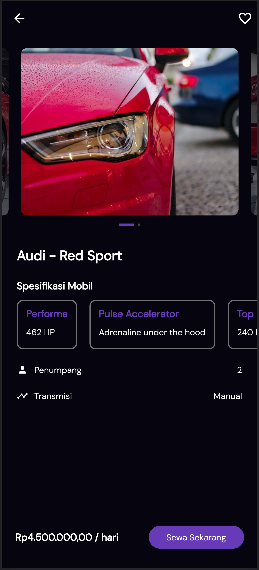 Audi - Red Sport
Spesifikasi Mobil
Performa
462 HP
Pulse Accelerator
Adrenaline under the hood
Top
240
Penumpang
2
Transmisi
Manual
Rp4.500.000,00 / hari
Sewa Sekarang